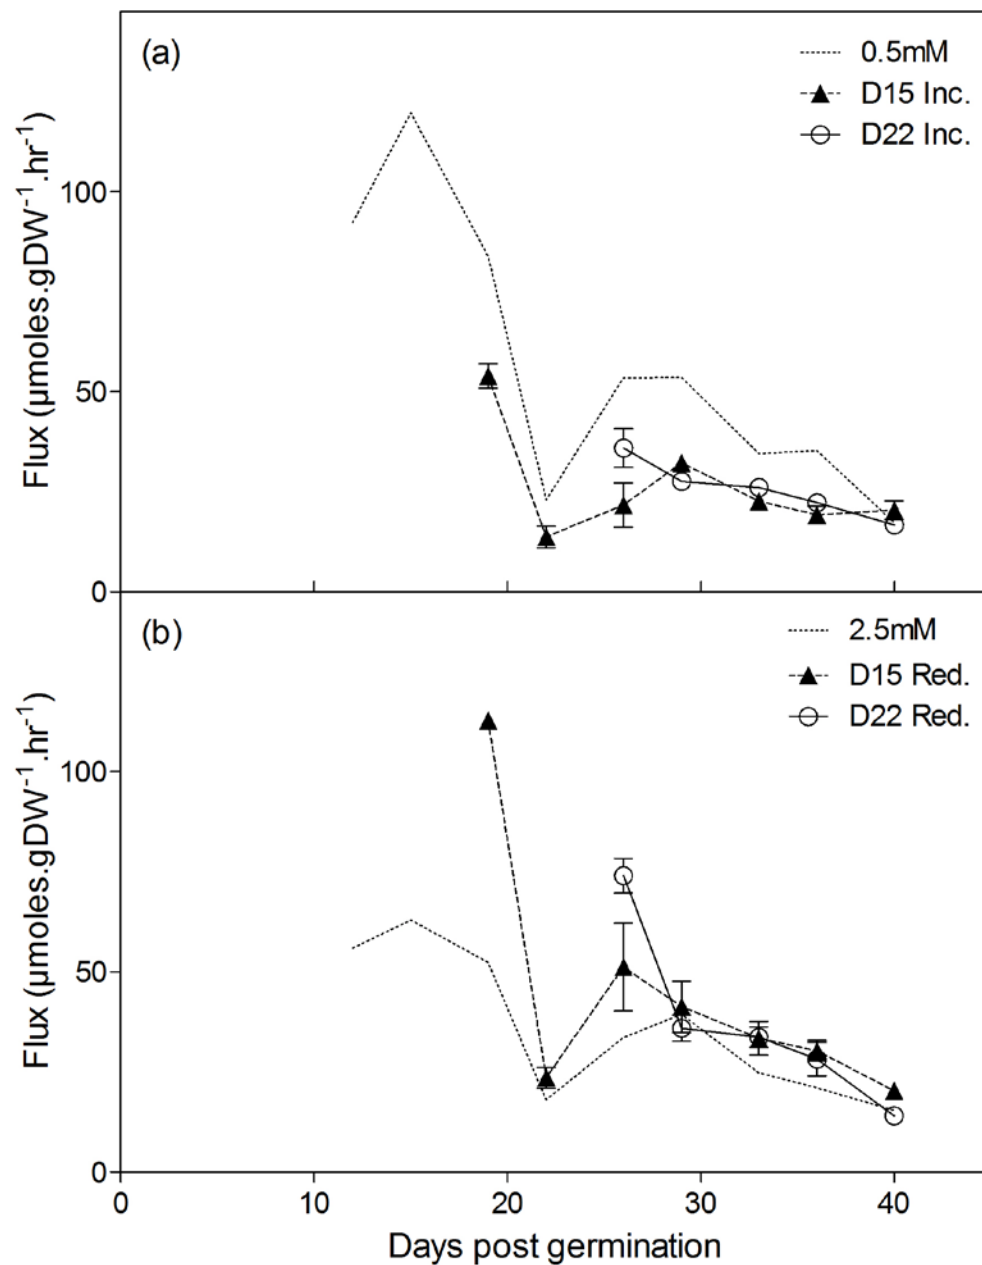 (a)
0.5mM
D15 Inc.
D22 Inc.
Flux (µmoles.gDW⁻¹.hr⁻¹)
100
50
0
(b)
2.5mM
D15 Red.
D22 Red.
Flux (µmoles.gDW⁻¹.hr⁻¹)
100
50
0
0 10 20 30 40
Days post germination